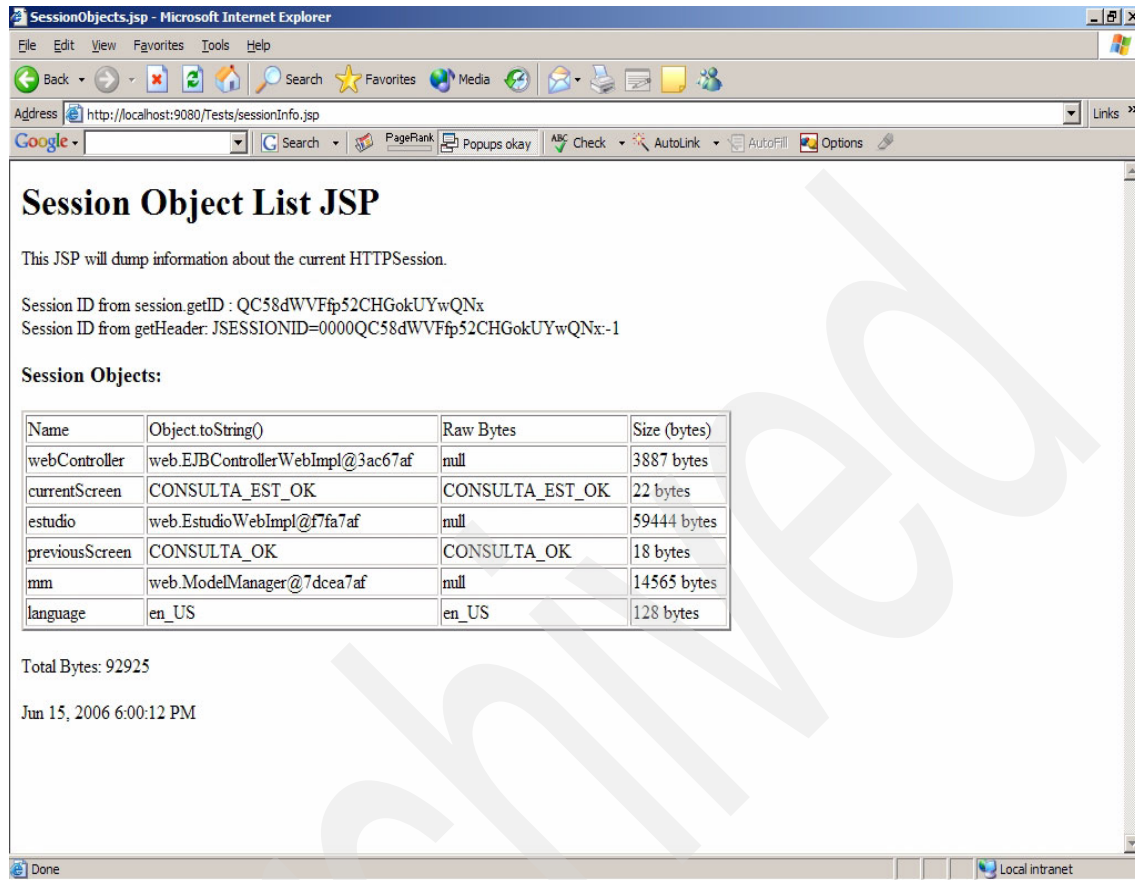 SessionObjects.jsp - Microsoft Internet Explorer
File Edit View Favorites Tools Help
Back Search Favorites Media
Address http://localhost:9080/Tests/sessionInfo.jsp Links »
Google Search PageRank Popups okay ABC Check AutoLink AutoFill Options
Session Object List JSP
This JSP will dump information about the current HTTPSession.
Session ID from session.getID : QC58dWVFfp52CHGokUYwQNx
Session ID from getHeader: JSESSIONID=0000QC58dWVFfp52CHGokUYwQNx:-1
Session Objects:
Name Object.toString() Raw Bytes Size (bytes)
webController web.EJBControllerWebImpl@3ac67af null 3887 bytes
currentScreen CONSULTA_EST_OK CONSULTA_EST_OK 22 bytes
estudio web.EstudioWebImpl@f7fa7af null 59444 bytes
previousScreen CONSULTA_OK CONSULTA_OK 18 bytes
mm web.ModelManager@7dcea7af null 14565 bytes
language en_US en_US 128 bytes
Total Bytes: 92925
Jun 15, 2006 6:00:12 PM
Done Local intranet